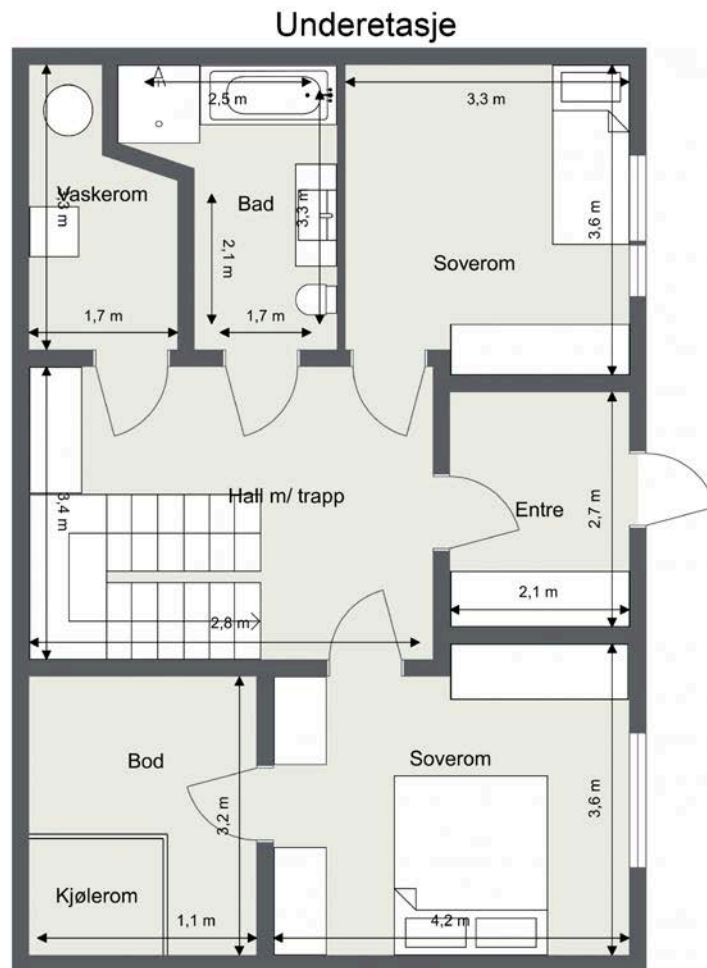 Underetasje
2,5 m
3,3 m
Vaskerom
3,3 m
Bad
3,3 m
3,6 m
2,1 m
Soverom
1,7 m
1,7 m
Hall m/ trapp
3,4 m
Entre
2,7 m
2,1 m
2,8 m
Bod
Soverom
3,2 m
3,6 m
Kjølerom
1,1 m
4,2 m